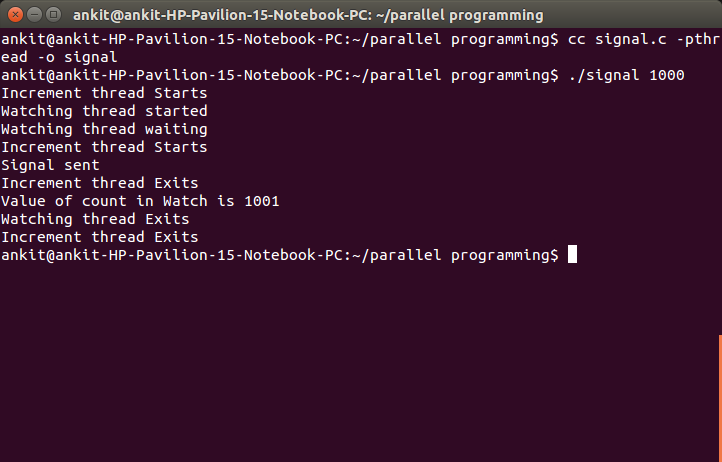 ankit@ankit-HP-Pavilion-15-Notebook-PC: ~/parallel programming
ankit@ankit-HP-Pavilion-15-Notebook-PC:~/parallel programming$ cc signal.c -pthr
ead -o signal
ankit@ankit-HP-Pavilion-15-Notebook-PC:~/parallel programming$ ./signal 1000
Increment thread Starts
Watching thread started
Watching thread waiting
Increment thread Starts
Signal sent
Increment thread Exits
Value of count in Watch is 1001
Watching thread Exits
Increment thread Exits
ankit@ankit-HP-Pavilion-15-Notebook-PC:~/parallel programming$